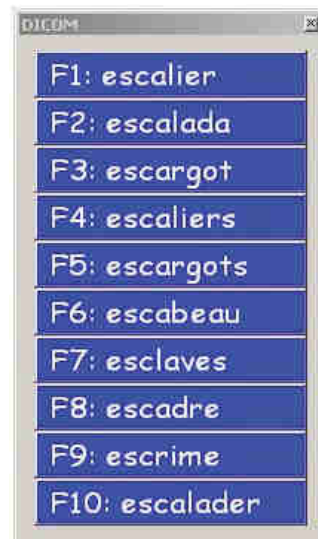 DICOM
F1: escalier
F2: escalada
F3: escargot
F4: escaliers
F5: escargots
F6: escabeau
F7: esclaves
F8: escadre
F9: escrime
F10: escalader